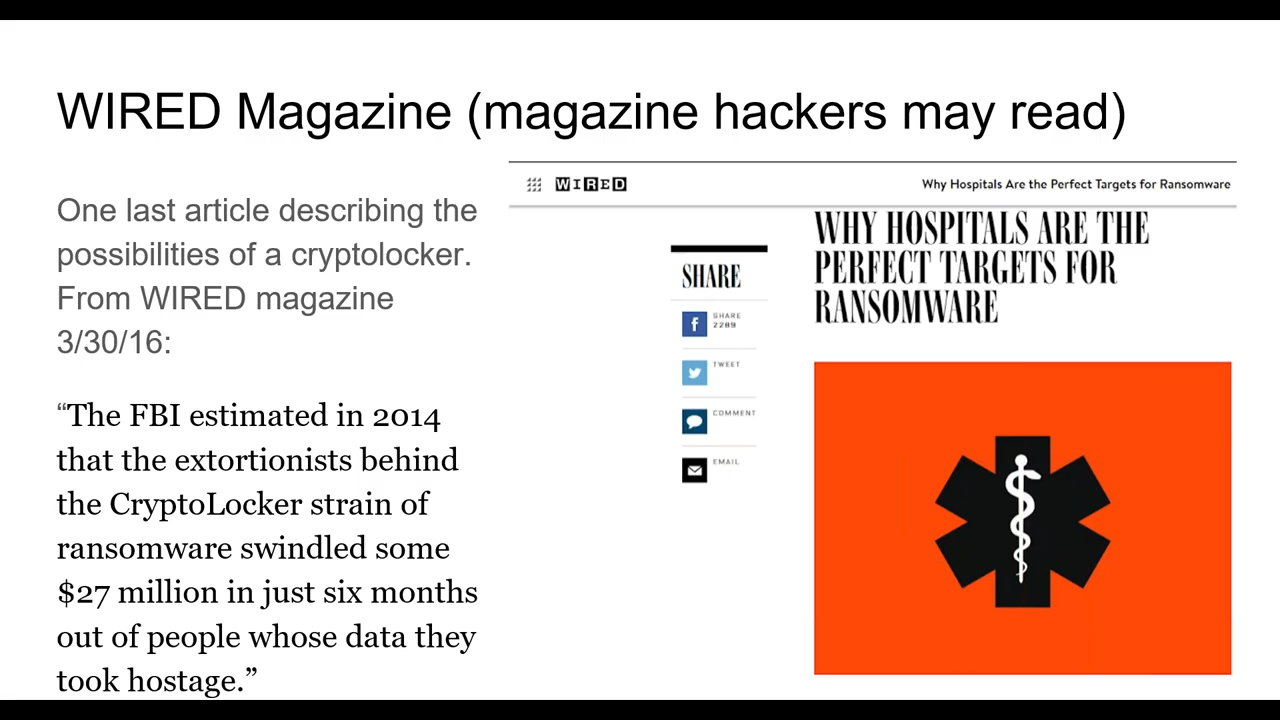 WIRED Magazine (magazine hackers may read)
One last article describing the
possibilities of a cryptolocker.
From WIRED magazine
3/30/16:
“The FBI estimated in 2014
that the extortionists behind
the CryptoLocker strain of
ransomware swindled some
$27 million in just six months
out of people whose data they
took hostage.”
WIRED
Why Hospitals Are the Perfect Targets for Ransomware
WHY HOSPITALS ARE THE
PERFECT TARGETS FOR
RANSOMWARE
SHARE
SHARE
2289
TWEET
COMMENT
EMAIL